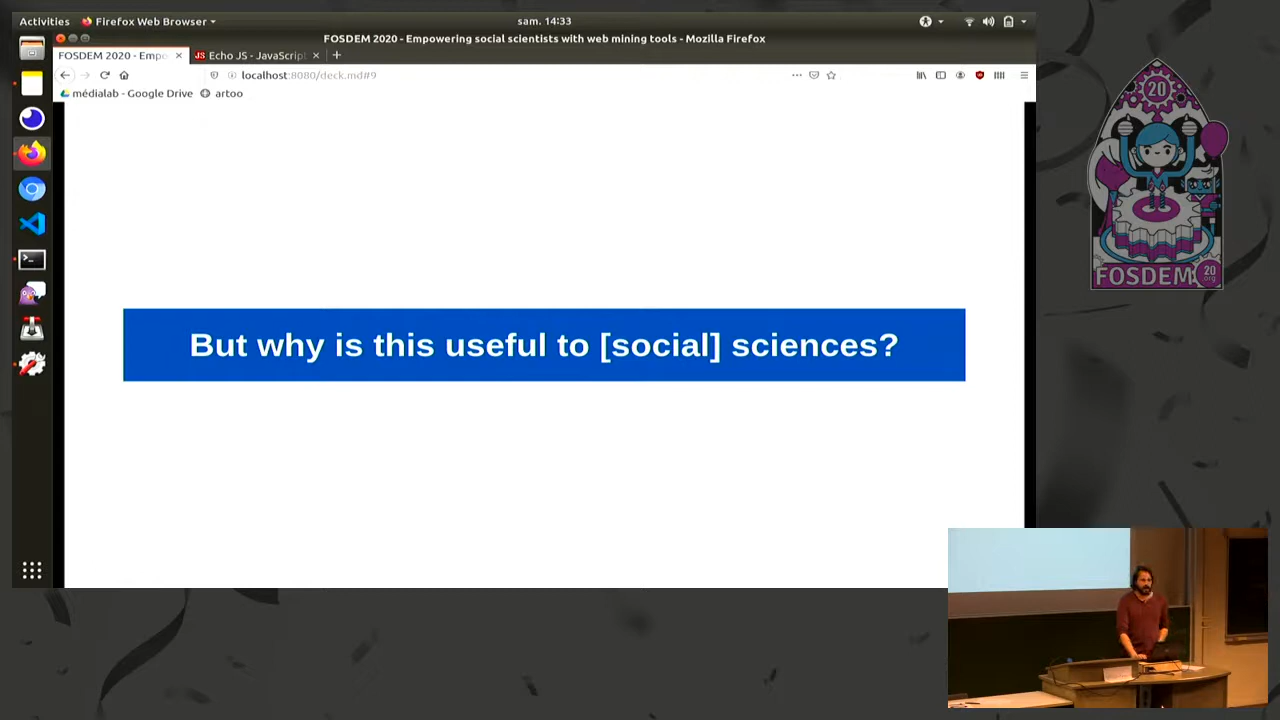 Activities
Firefox Web Browser
sam. 14:33
FOSDEM 2020 - Empowering social scientists with web mining tools - Mozilla Firefox
FOSDEM 2020 - Empo
JS Echo JS - JavaScript
localhost:8080/deck.md#9
médialab - Google Drive
artoo
But why is this useful to [social] sciences?
20
FOSDEM
20
.org